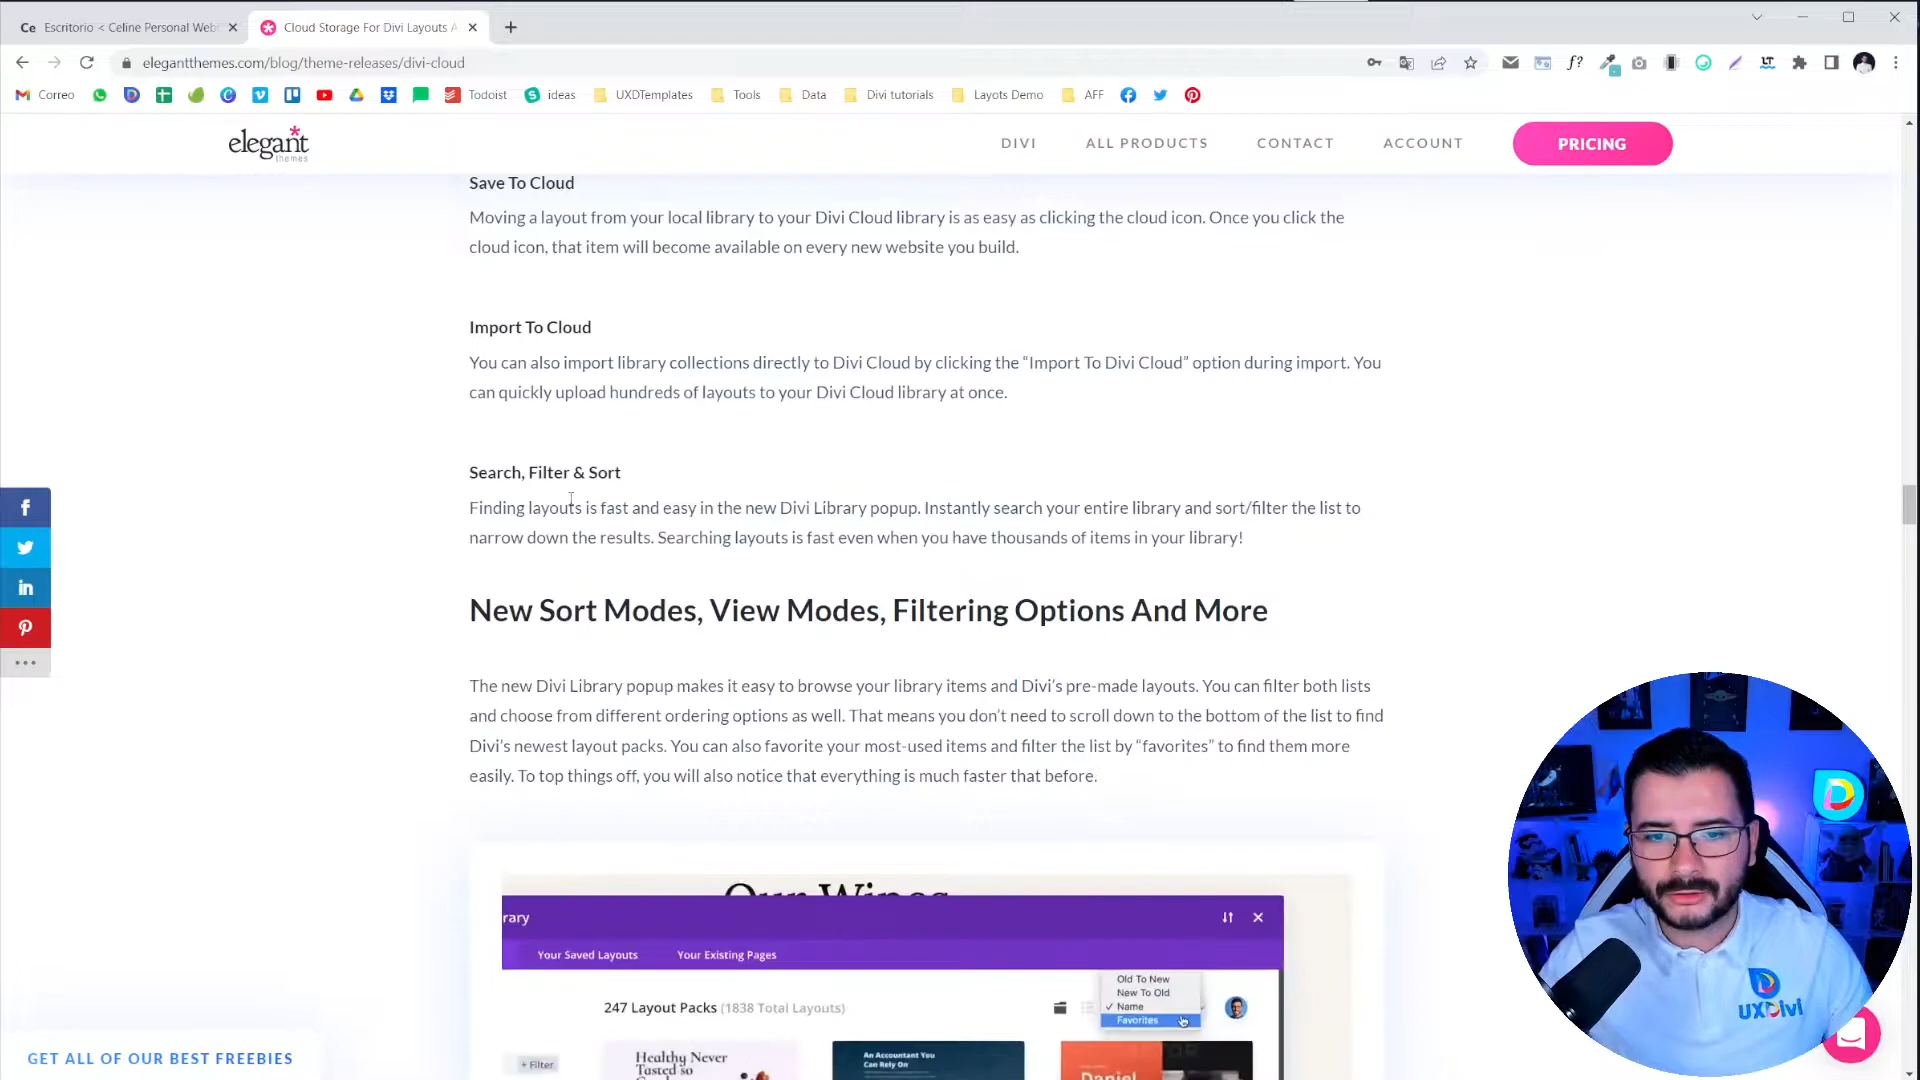 Ce Escritorio < Celine Personal Web
Cloud Storage For Divi Layouts A
elegantthemes.com/blog/theme-releases/divi-cloud
f?
LT
Correo
Todoist
ideas
UXDTemplates
Tools
Data
Divi tutorials
Layots Demo
AFF
elegant
themes
DIVI
ALL PRODUCTS
CONTACT
ACCOUNT
PRICING
Save To Cloud
Moving a layout from your local library to your Divi Cloud library is as easy as clicking the cloud icon. Once you click the
cloud icon, that item will become available on every new website you build.
Import To Cloud
You can also import library collections directly to Divi Cloud by clicking the “Import To Divi Cloud” option during import. You
can quickly upload hundreds of layouts to your Divi Cloud library at once.
Search, Filter & Sort
Finding layouts is fast and easy in the new Divi Library popup. Instantly search your entire library and sort/filter the list to
narrow down the results. Searching layouts is fast even when you have thousands of items in your library!
New Sort Modes, View Modes, Filtering Options And More
The new Divi Library popup makes it easy to browse your library items and Divi’s pre-made layouts. You can filter both lists
and choose from different ordering options as well. That means you don’t need to scroll down to the bottom of the list to find
Divi’s newest layout packs. You can also favorite your most-used items and filter the list by “favorites” to find them more
easily. To top things off, you will also notice that everything is much faster that before.
Our Wines
rary
Your Saved Layouts
Your Existing Pages
247 Layout Packs (1838 Total Layouts)
Old To New
New To Old
✓ Name
Favorites
+ Filter
Healthy Never
Tasted so
An Accountant You
Can Rely On
Daniel
GET ALL OF OUR BEST FREEBIES
D
UXDivi